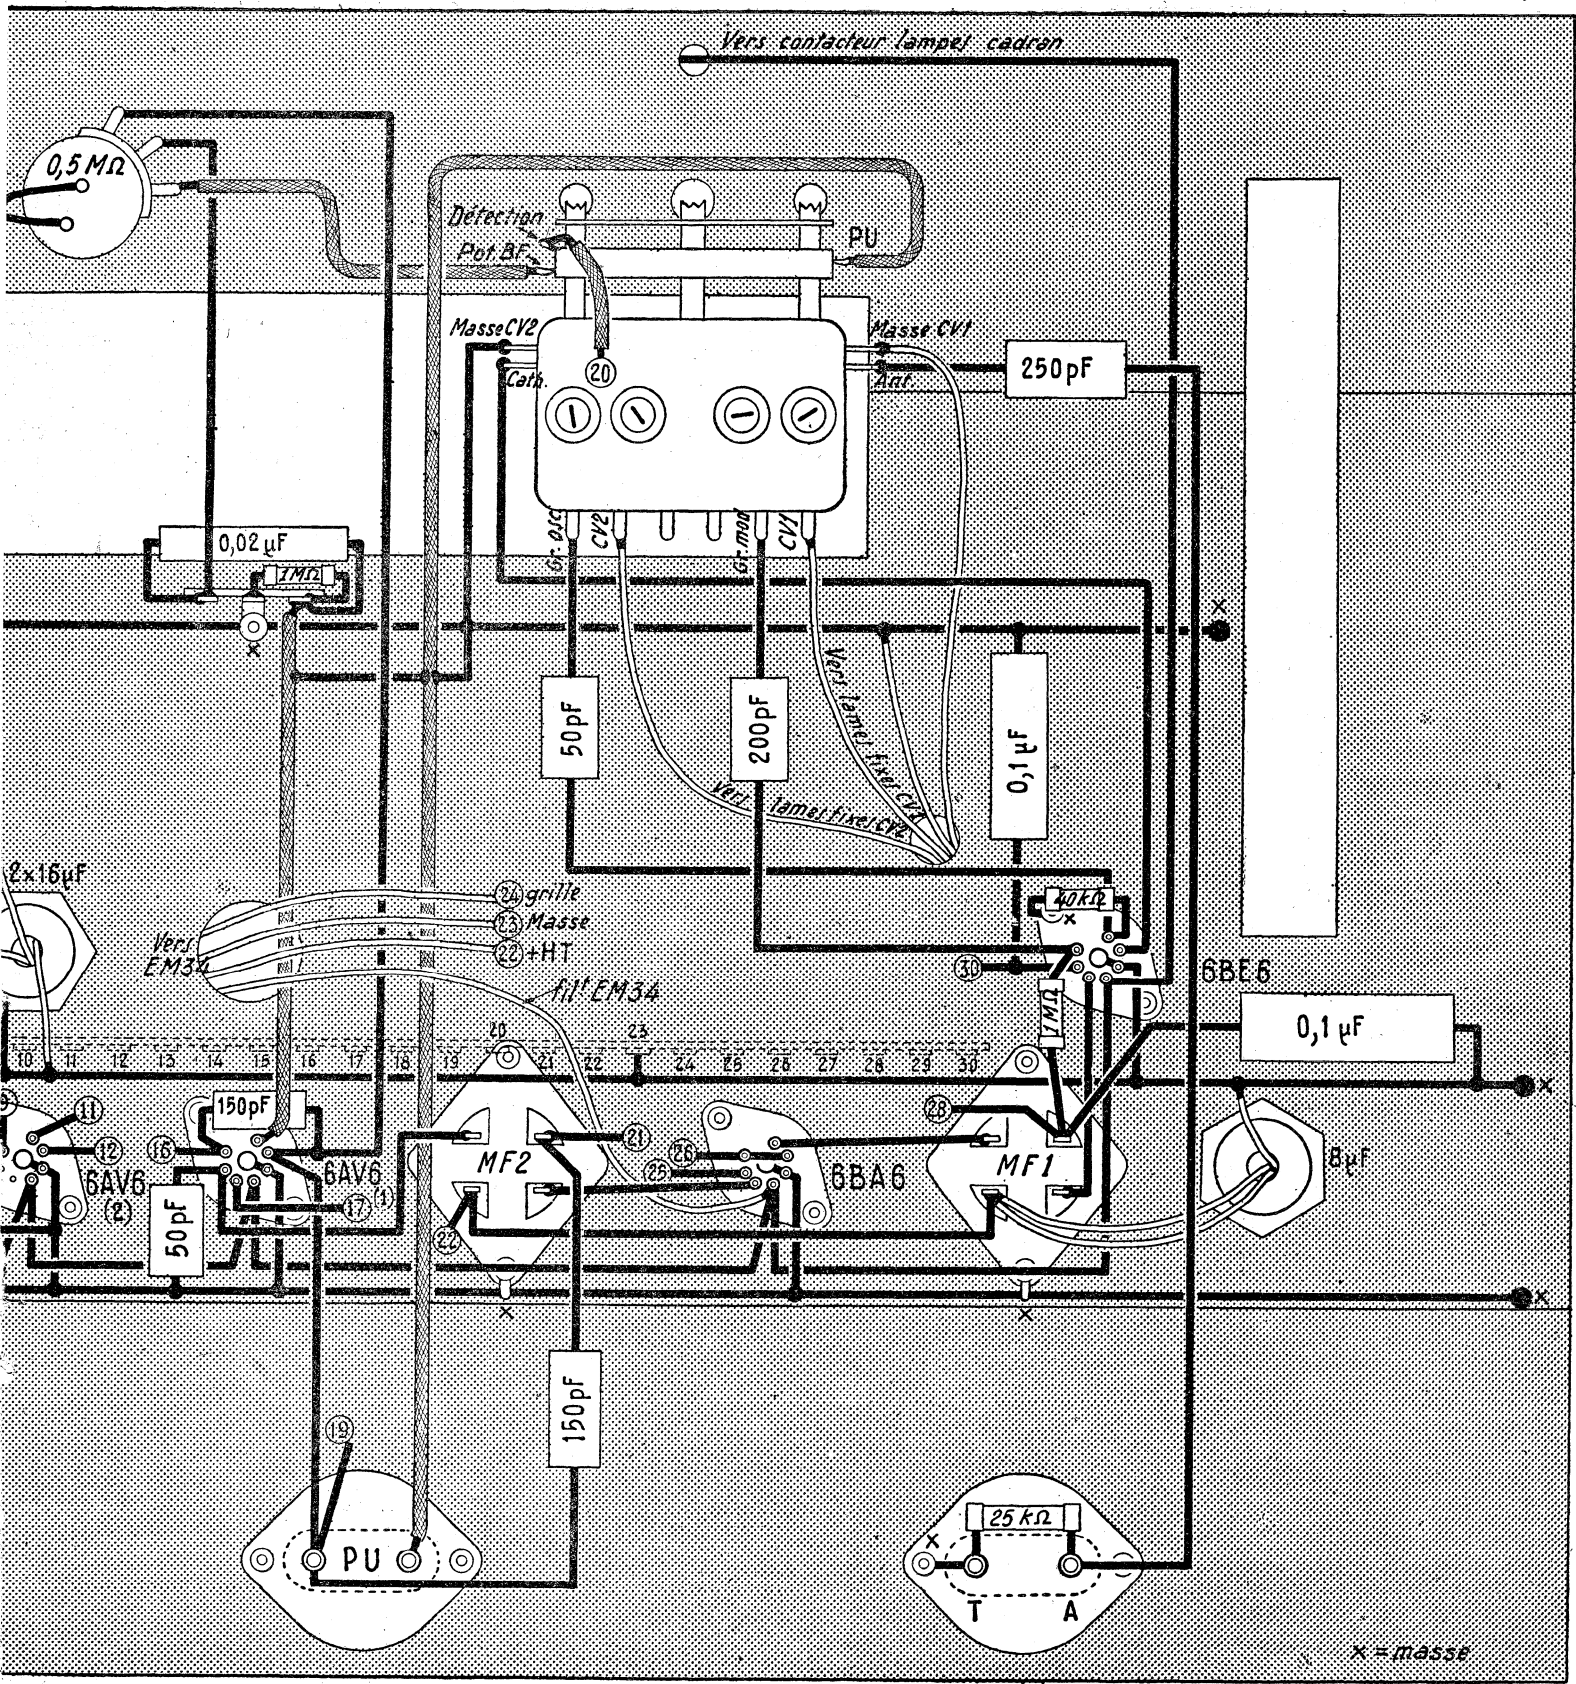 Vers contacteur lampes cadran
0,5 MΩ
Détection
Pot. BF
PU
Masse CV2
Masse CV1
Cath.
20
Ant.
250pF
Gr. osc.
CV2
Gr. mod
CV1
0,02 µF
1MΩ
x
x
50pF
200pF
Vers lames fixes CV1
Vers lames fixes CV2
0,1 µF
2x16µF
24 grille
23 Masse
22 +HT
Vers EM34
filt EM34
40kΩ
x
30
6BE6
1MΩ
0,1 µF
20
23
10 11 12 13 14 15 16 17 18 19 21 22 24 25 26 27 28 29 30
x
11
150pF
28
12
16
6AV6
21
26
25
MF2
6BA6
MF1
8µF
6AV6
(2)
17
(1)
50pF
22
x
x
x
150pF
19
PU
25 kΩ
x
T
A
x = masse